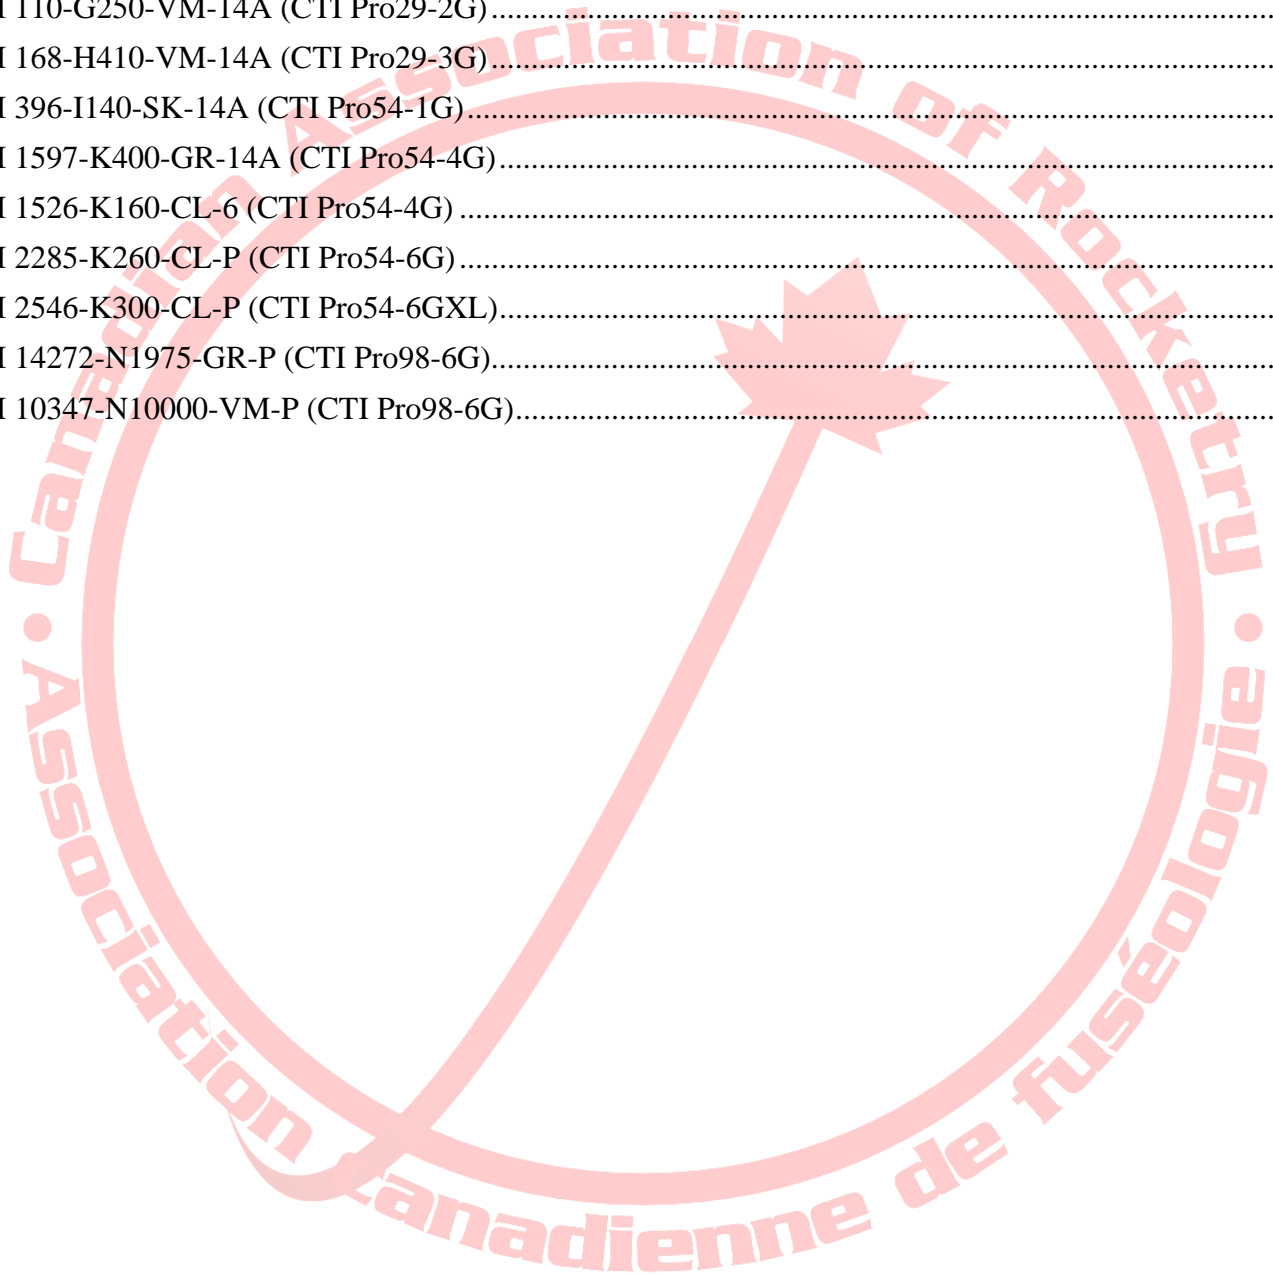 I 110-G250-VM-14A (CTI Pro29-2G)
I 168-H410-VM-14A (CTI Pro29-3G)
I 396-I140-SK-14A (CTI Pro54-1G)
I 1597-K400-GR-14A (CTI Pro54-4G)
I 1526-K160-CL-6 (CTI Pro54-4G)
I 2285-K260-CL-P (CTI Pro54-6G)
I 2546-K300-CL-P (CTI Pro54-6GXL)
I 14272-N1975-GR-P (CTI Pro98-6G)
I 10347-N10000-VM-P (CTI Pro98-6G)
Canadian Association of Rocketry •
Association Canadienne de fuséologie •